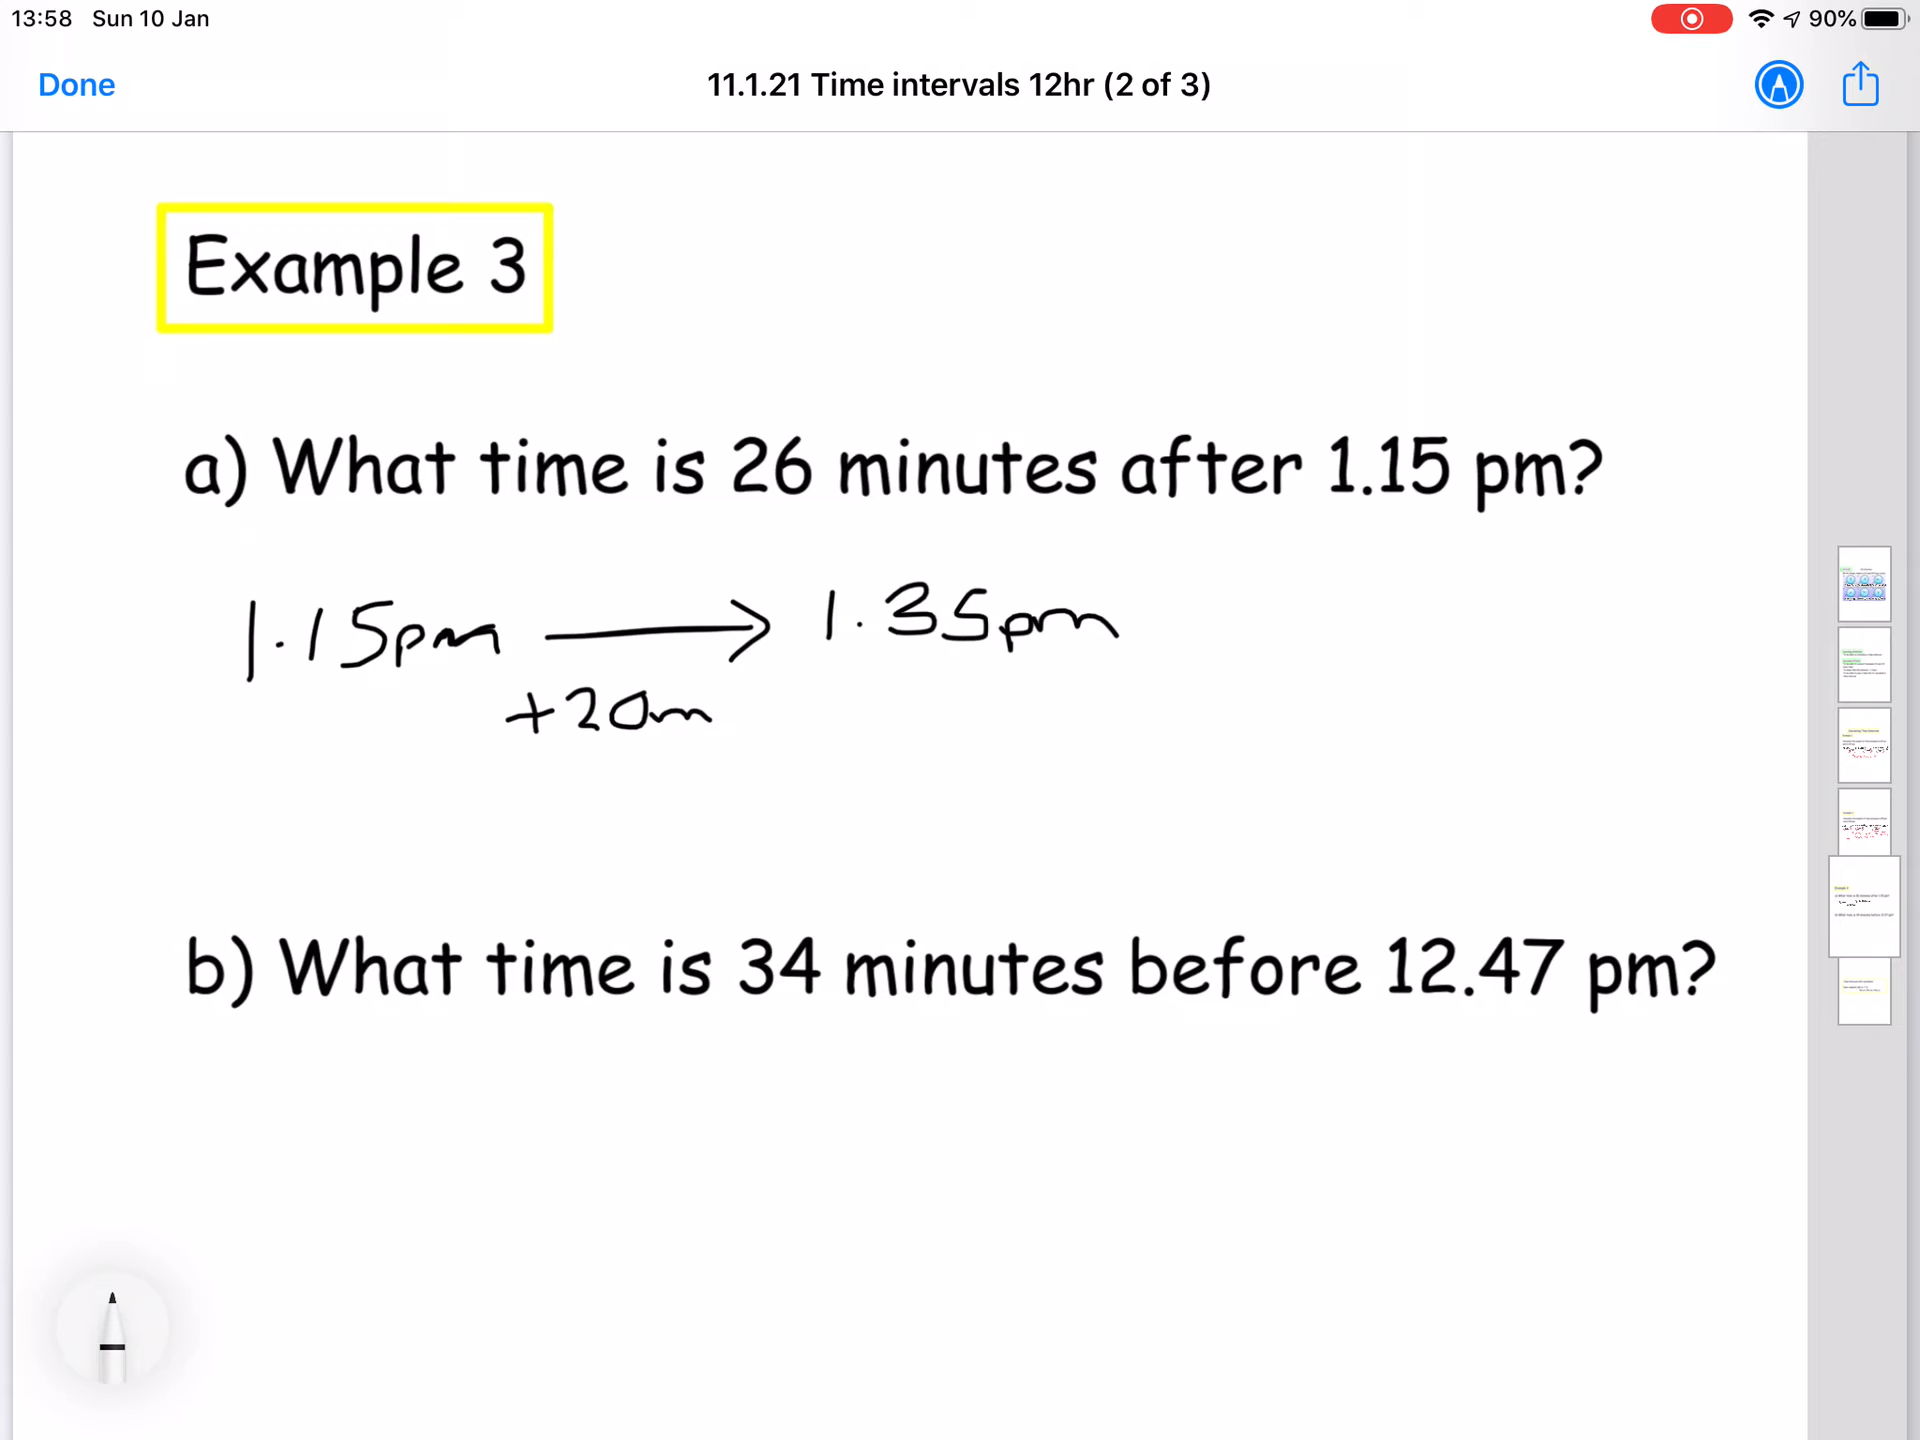 13:58 Sun 10 Jan
90%
Done
11.1.21 Time intervals 12hr (2 of 3)
Example 3
a) What time is 26 minutes after 1.15 pm?
1.15pm → 1.35pm
+20m
b) What time is 34 minutes before 12.47 pm?